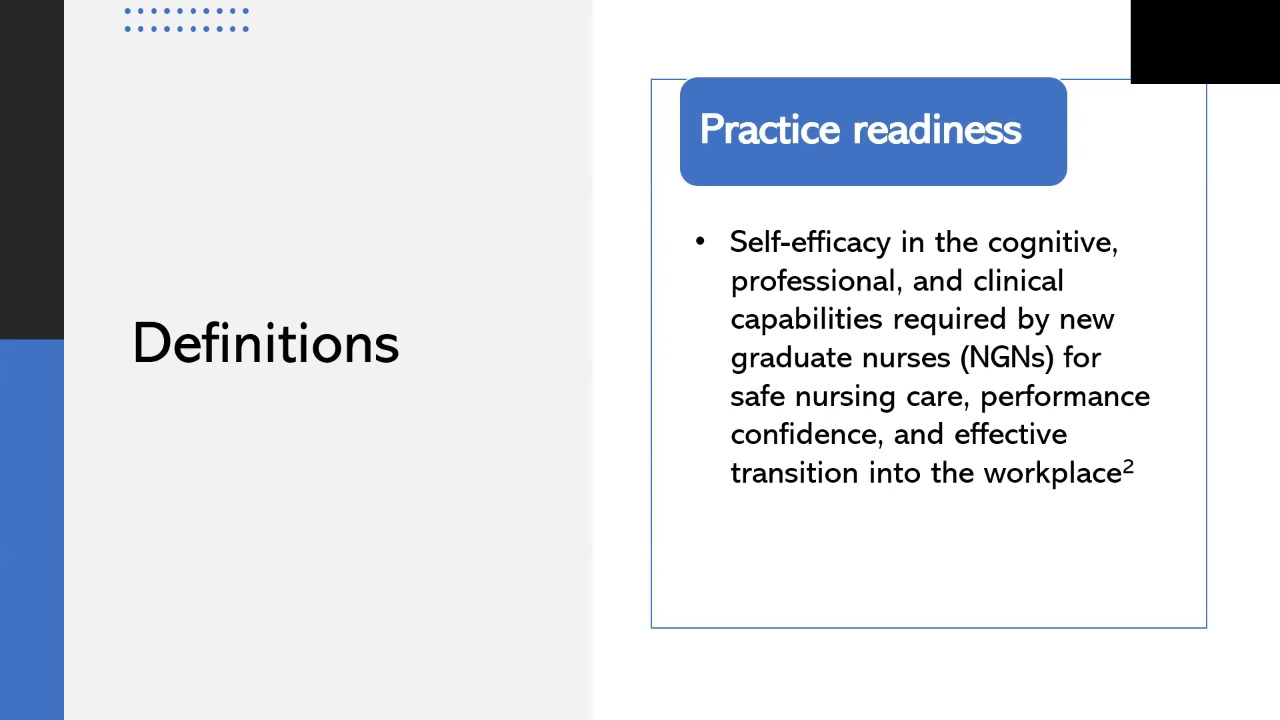 Definitions
Practice readiness
• Self-efficacy in the cognitive,
professional, and clinical
capabilities required by new
graduate nurses (NGNs) for
safe nursing care, performance
confidence, and effective
transition into the workplace²